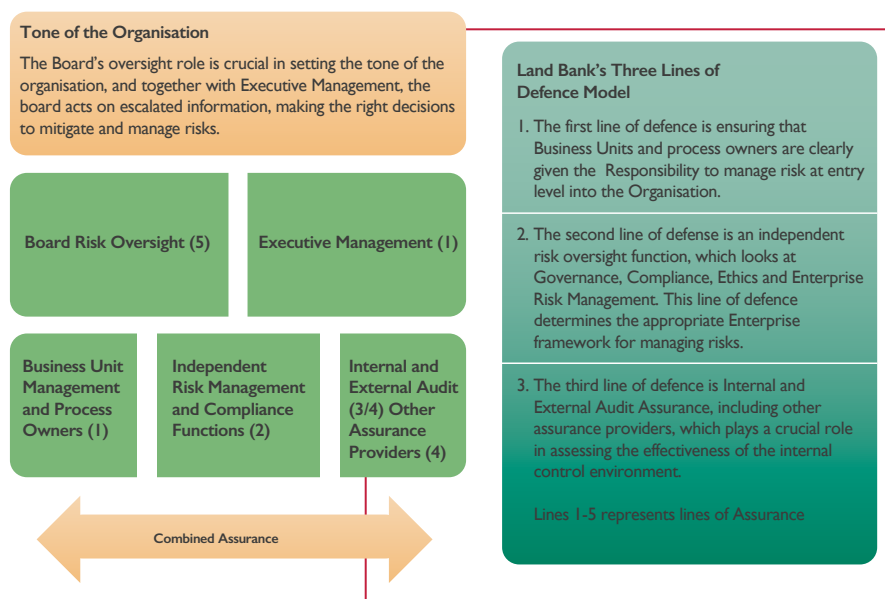 Tone of the Organisation
The Board's oversight role is crucial in setting the tone of the
organisation, and together with Executive Management, the
board acts on escalated information, making the right decisions
to mitigate and manage risks.
Board Risk Oversight (5)
Executive Management (1)
Business Unit
Management
and Process
Owners (1)
Independent
Risk Management
and Compliance
Functions (2)
Internal and
External Audit
(3/4) Other
Assurance
Providers (4)
Combined Assurance
Land Bank's Three Lines of
Defence Model
1. The first line of defence is ensuring that
Business Units and process owners are clearly
given the Responsibility to manage risk at entry
level into the Organisation.
2. The second line of defense is an independent
risk oversight function, which looks at
Governance, Compliance, Ethics and Enterprise
Risk Management. This line of defence
determines the appropriate Enterprise
framework for managing risks.
3. The third line of defence is Internal and
External Audit Assurance, including other
assurance providers, which plays a crucial role
in assessing the effectiveness of the internal
control environment.
Lines 1-5 represents lines of Assurance